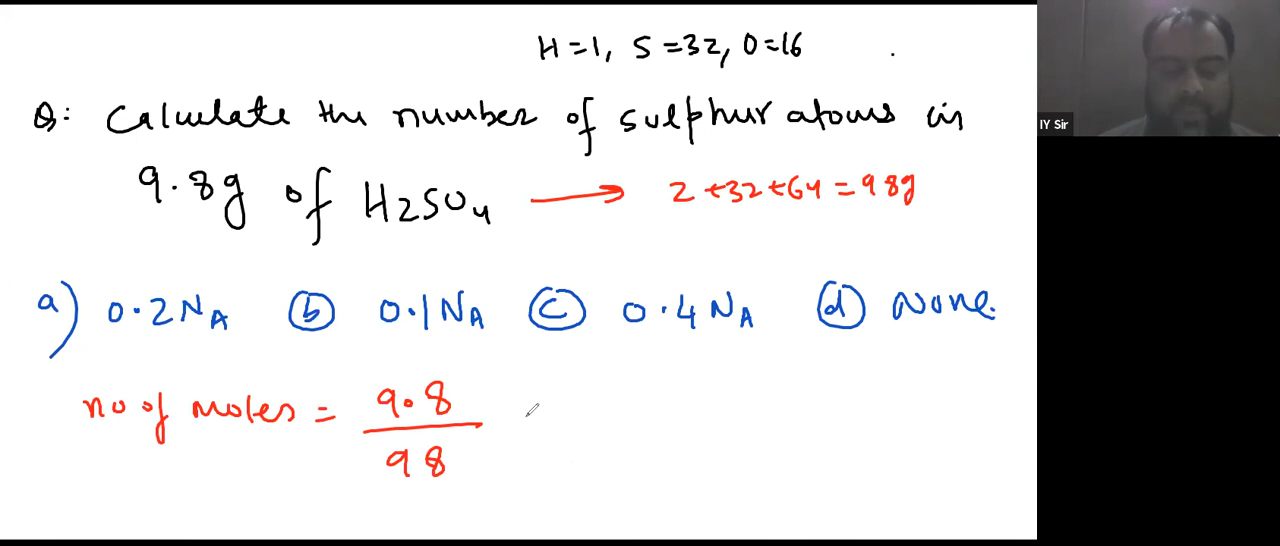 H=1, S=32, O=16
IY Sir
Q: Calculate the number of sulphur atoms in
9.8g of H2SO4 → 2+32+64=98g
a) 0.2NA (b) 0.1NA (c) 0.4NA (d) None.
no of moles = 9.8/98